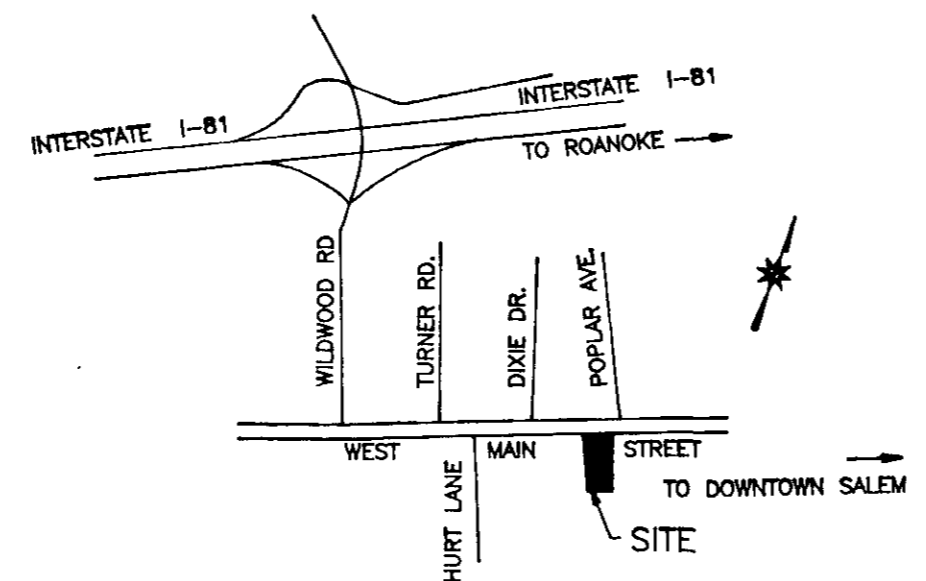 INTERSTATE I-81
INTERSTATE I-81
TO ROANOKE
WILDWOOD RD
TURNER RD.
DIXIE DR.
POPLAR AVE.
WEST MAIN STREET
HURT LANE
TO DOWNTOWN SALEM
SITE